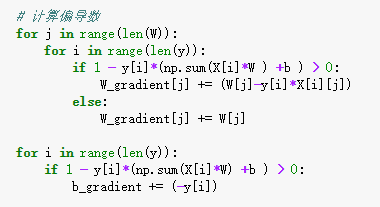 # 计算偏导数
for j in range(len(W)):
    for i in range(len(y)):
        if 1 - y[i]*(np.sum(X[i]*W ) +b ) > 0:
            W_gradient[j] += (W[j]-y[i]*X[i][j])
        else:
            W_gradient[j] += W[j]
for i in range(len(y)):
    if 1 - y[i]*(np.sum(X[i]*W) +b ) > 0:
        b_gradient += (-y[i])